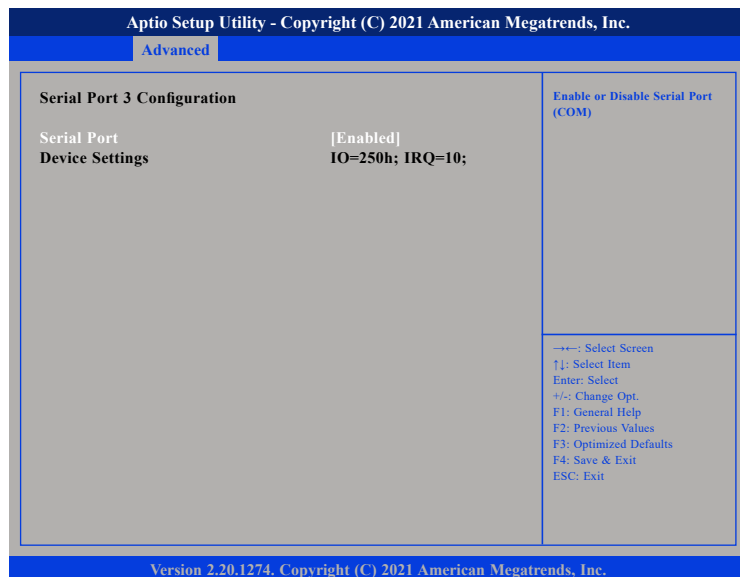 Aptio Setup Utility - Copyright (C) 2021 American Megatrends, Inc.
Advanced
Serial Port 3 Configuration
Serial Port [Enabled]
Device Settings IO=250h; IRQ=10;
Enable or Disable Serial Port
(COM)
→←: Select Screen
↑↓: Select Item
Enter: Select
+/-: Change Opt.
F1: General Help
F2: Previous Values
F3: Optimized Defaults
F4: Save & Exit
ESC: Exit
Version 2.20.1274. Copyright (C) 2021 American Megatrends, Inc.